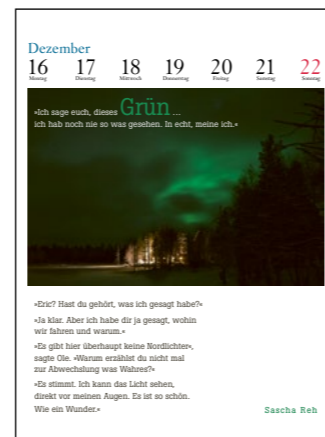 Dezember
16 17 18 19 20 21 22
Montag Dienstag Mittwoch Donnerstag Freitag Samstag Sonntag
»Ich sage euch, dieses Grün ...
ich hab noch nie so was gesehen. In echt, meine ich.«
»Eric? Hast du gehört, was ich gesagt habe?«
»Ja klar. Aber ich habe dir ja gesagt, wohin
wir fahren und warum.«
»Es gibt hier überhaupt keine Nordlichter«,
sagte Ole. »Warum erzählst du nicht mal
zur Abwechslung was Wahres?«
»Es stimmt. Ich kann das Licht sehen,
direkt vor meinen Augen. Es ist so schön.
Wie ein Wunder.«
Sascha Reh